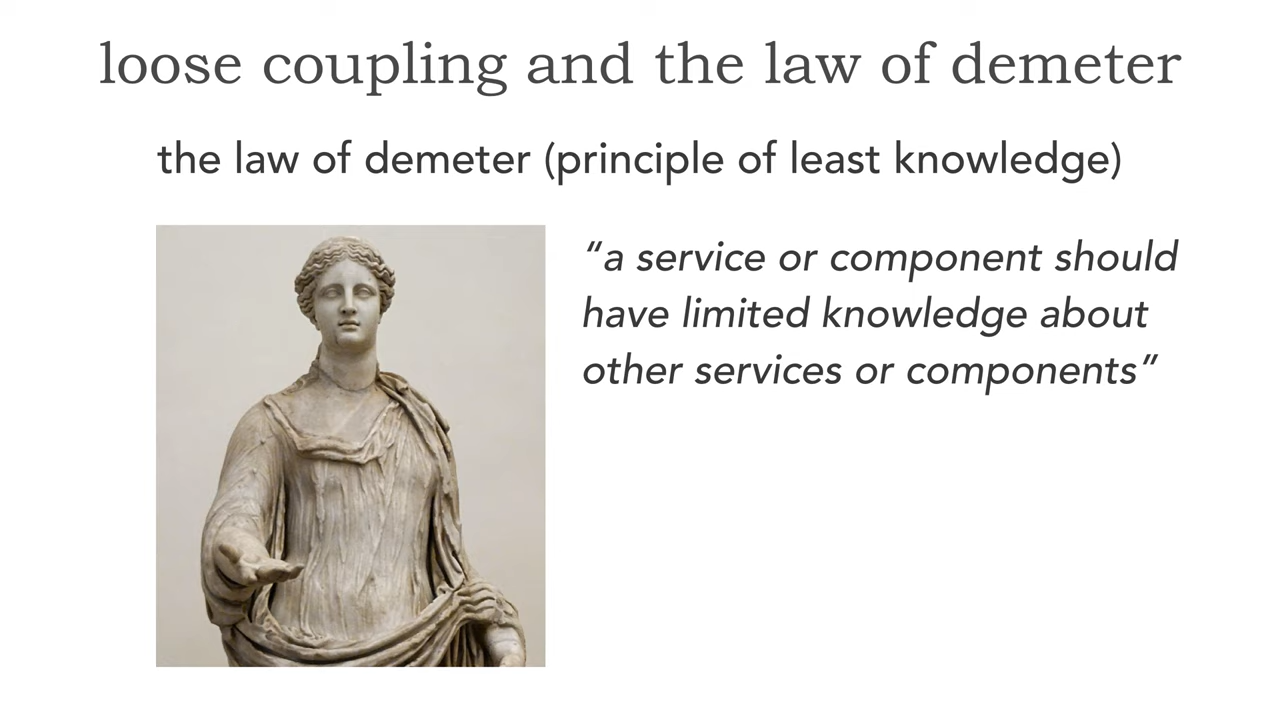 loose coupling and the law of demeter
the law of demeter (principle of least knowledge)
“a service or component should
have limited knowledge about
other services or components”